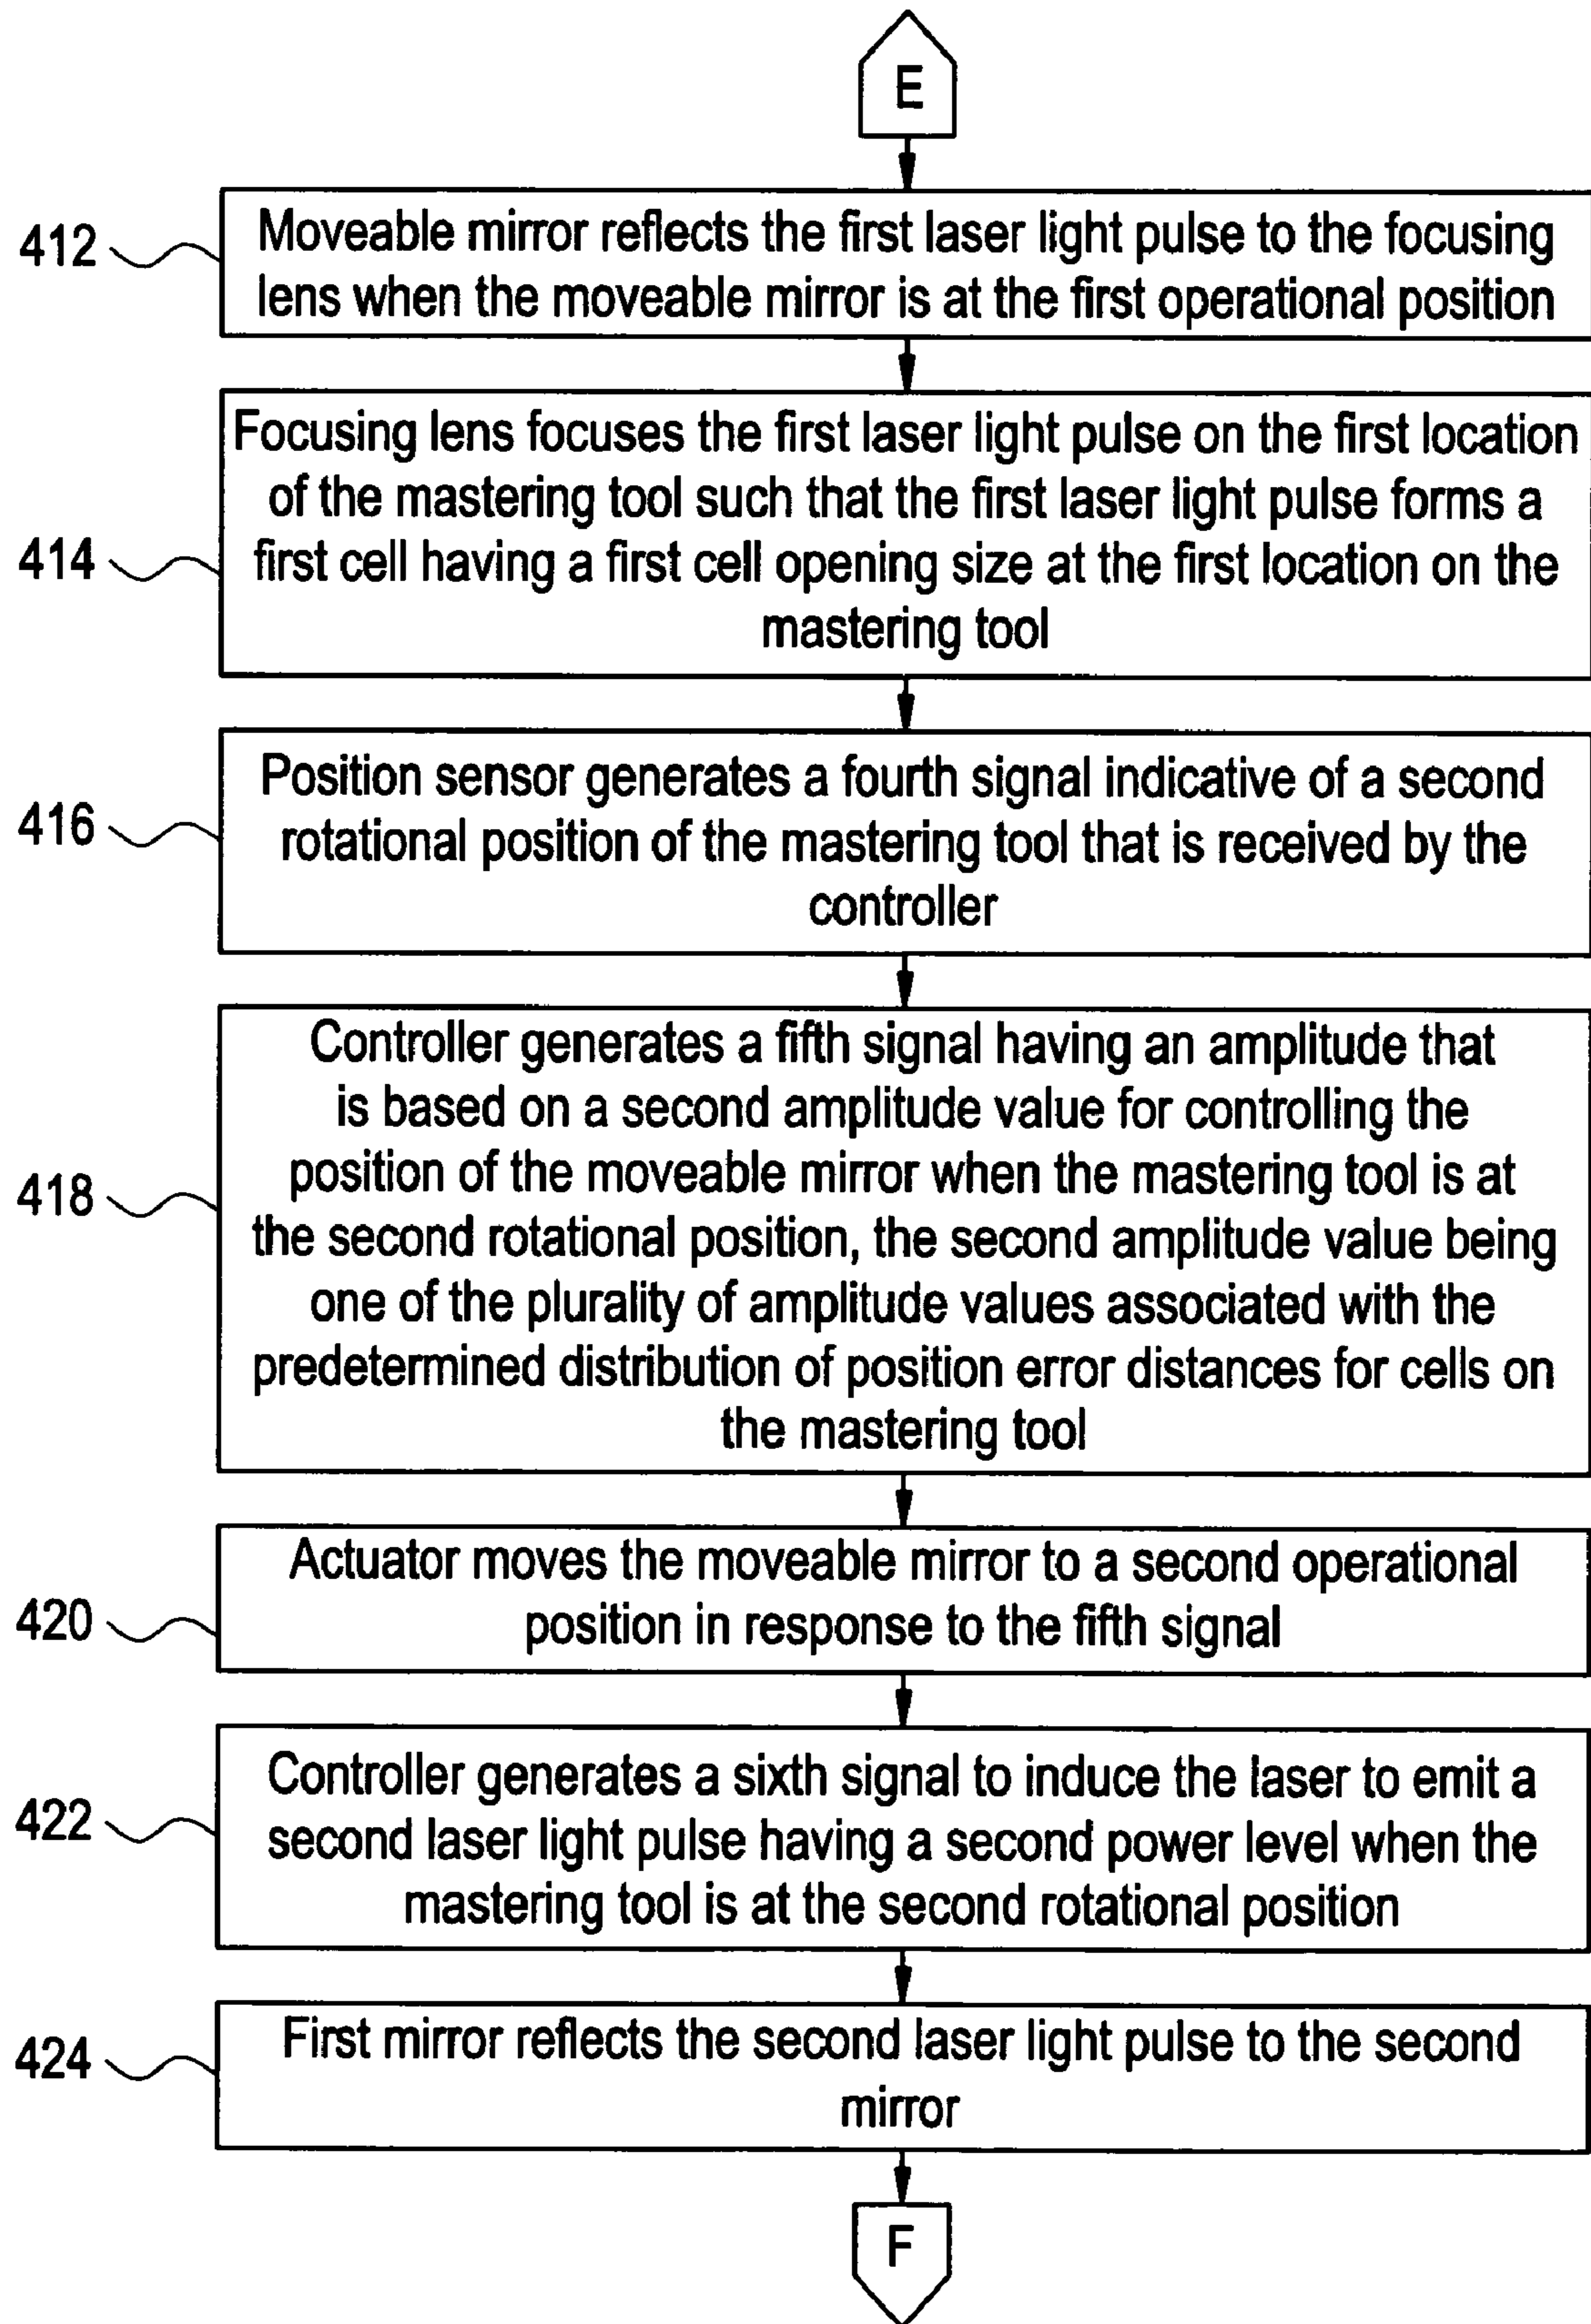 E
412
Moveable mirror reflects the first laser light pulse to the focusing
lens when the moveable mirror is at the first operational position
414
Focusing lens focuses the first laser light pulse on the first location
of the mastering tool such that the first laser light pulse forms a
first cell having a first cell opening size at the first location on the
mastering tool
416
Position sensor generates a fourth signal indicative of a second
rotational position of the mastering tool that is received by the
controller
418
Controller generates a fifth signal having an amplitude that
is based on a second amplitude value for controlling the
position of the moveable mirror when the mastering tool is at
the second rotational position, the second amplitude value being
one of the plurality of amplitude values associated with the
predetermined distribution of position error distances for cells on
the mastering tool
420
Actuator moves the moveable mirror to a second operational
position in response to the fifth signal
422
Controller generates a sixth signal to induce the laser to emit a
second laser light pulse having a second power level when the
mastering tool is at the second rotational position
424
First mirror reflects the second laser light pulse to the second
mirror
F